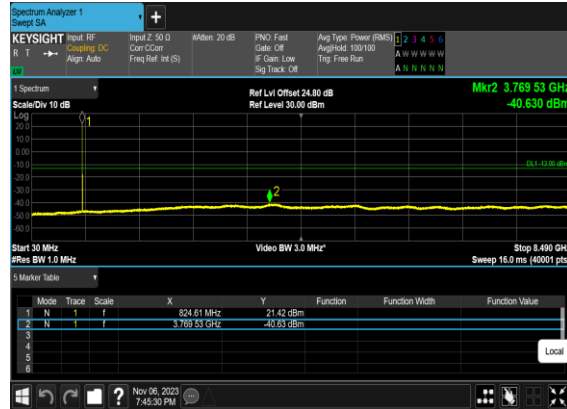 Spectrum Analyzer 1
Swept SA
+
KEYSIGHT Input: RF Input Z: 50 Ω #Atten: 20 dB PNO: Fast Avg Type: Power (RMS) 1 2 3 4 5 6
R T Coupling: DC Corr CCorr Gate: Off Avg|Hold: 100/100 A W W W W W
Align: Auto Freq Ref: Int (S) IF Gain: Low Trig: Free Run
Sig Track: Off A N N N N N
1 Spectrum Ref Lvl Offset 24.80 dB Mkr2 3.769 53 GHz
Scale/Div 10 dB Ref Level 30.00 dBm -40.630 dBm
Log
1
20.0
10.0
0.00
-10.0
DL1 -13.00 dBm
-20.0
-30.0
2
-40.0
-50.0
-60.0
Start 30 MHz Video BW 3.0 MHz* Stop 8.490 GHz
#Res BW 1.0 MHz Sweep 16.0 ms (40001 pts)
5 Marker Table
Mode Trace Scale X Y Function Function Width Function Value
1 N 1 f 824.61 MHz 21.42 dBm
2 N 1 f 3.769 53 GHz -40.63 dBm
3
4
5
6
Local
? Nov 06, 2023
7:45:30 PM